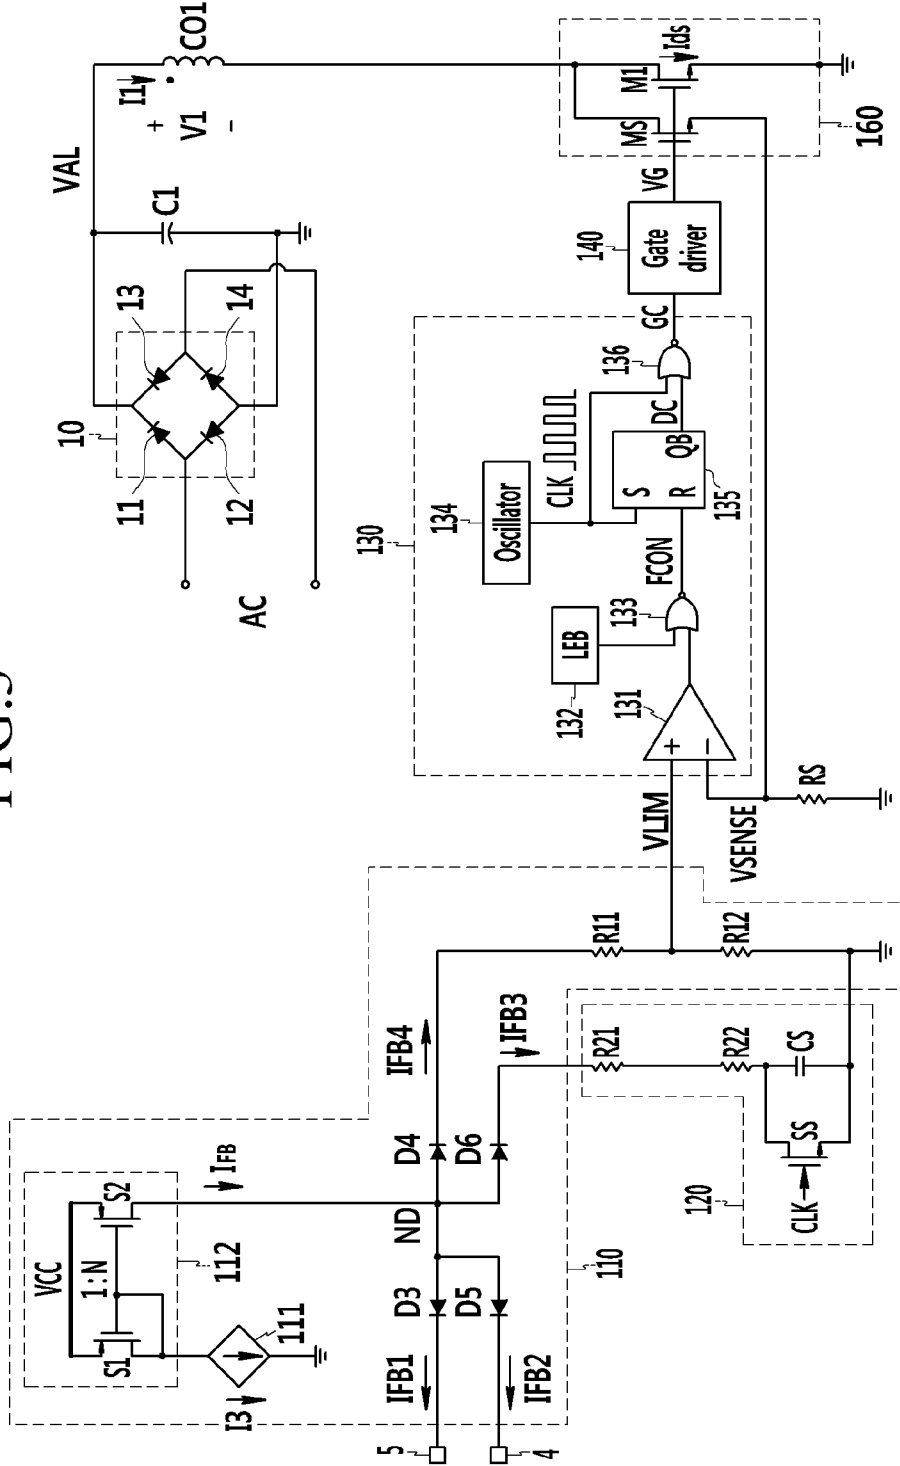 FIG.3
VAL
I1
CO1
+
V1
−
C1
10
11
12
13
14
AC
VCC
1:N
S1
S2
112
IFB
I3
111
ND
D3
D4
D5
D6
IFB1
IFB2
IFB3
IFB4
5
4
110
R11
R12
R21
R22
CS
SS
CLK
120
VLIM
VSENSE
RS
130
131
+
−
132
LEB
133
FCON
134
Oscillator
CLK
S
R
QB
135
DC
136
GC
140
Gate
driver
VG
MS
M1
Ids
160